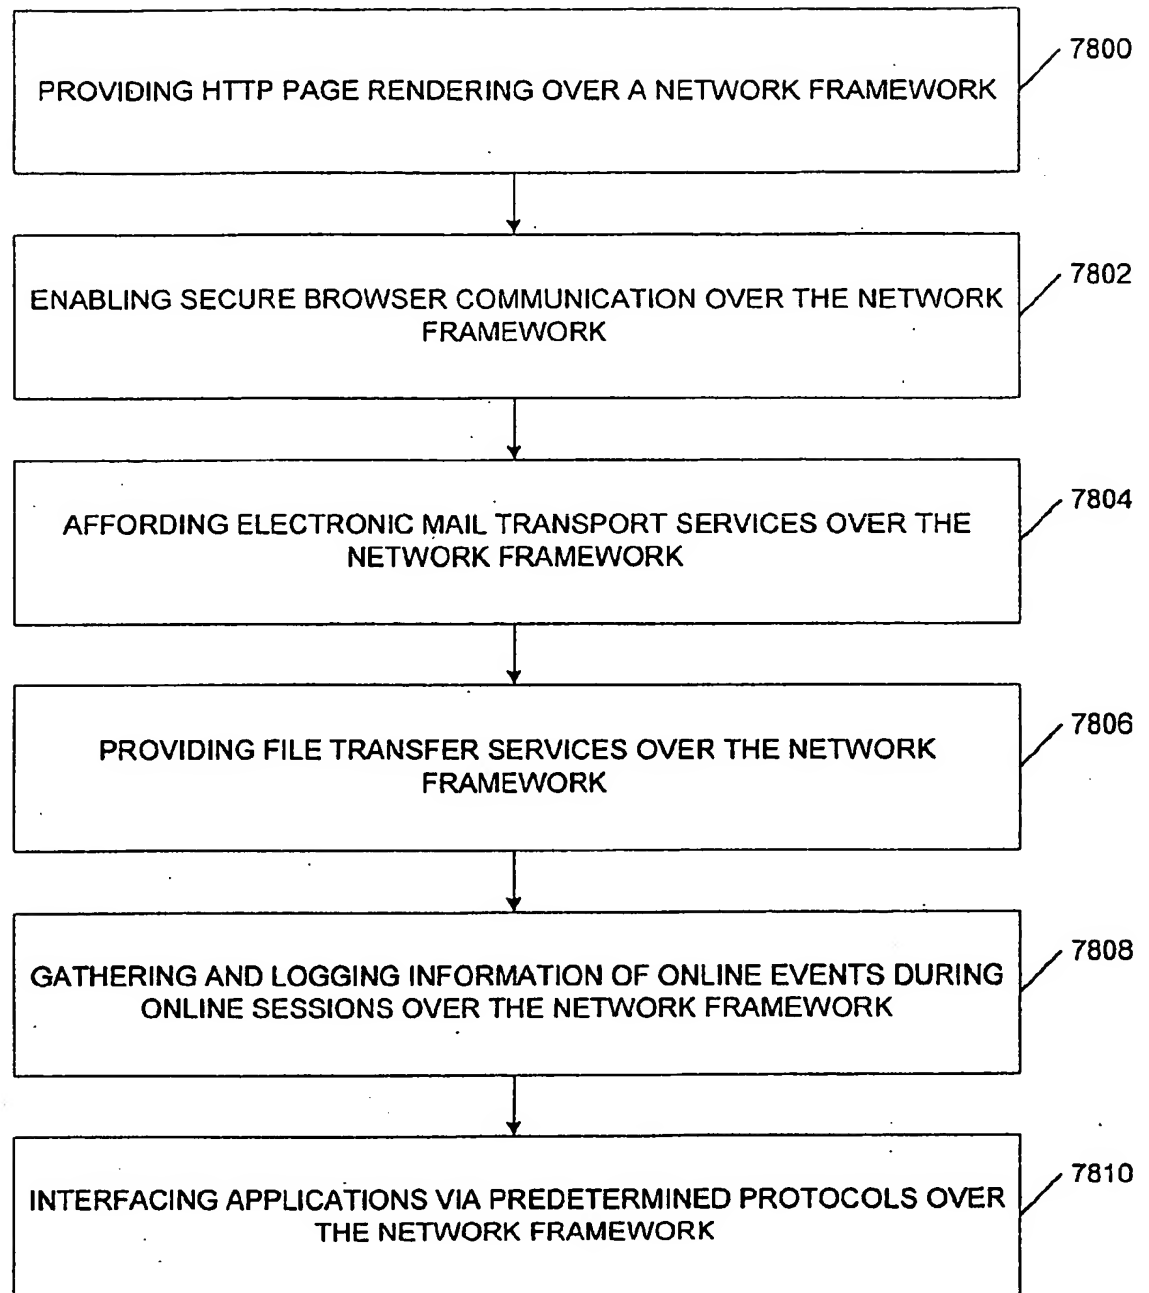 PROVIDING HTTP PAGE RENDERING OVER A NETWORK FRAMEWORK
7800
ENABLING SECURE BROWSER COMMUNICATION OVER THE NETWORK
FRAMEWORK
7802
AFFORDING ELECTRONIC MAIL TRANSPORT SERVICES OVER THE
NETWORK FRAMEWORK
7804
PROVIDING FILE TRANSFER SERVICES OVER THE NETWORK
FRAMEWORK
7806
GATHERING AND LOGGING INFORMATION OF ONLINE EVENTS DURING
ONLINE SESSIONS OVER THE NETWORK FRAMEWORK
7808
INTERFACING APPLICATIONS VIA PREDETERMINED PROTOCOLS OVER
THE NETWORK FRAMEWORK
7810